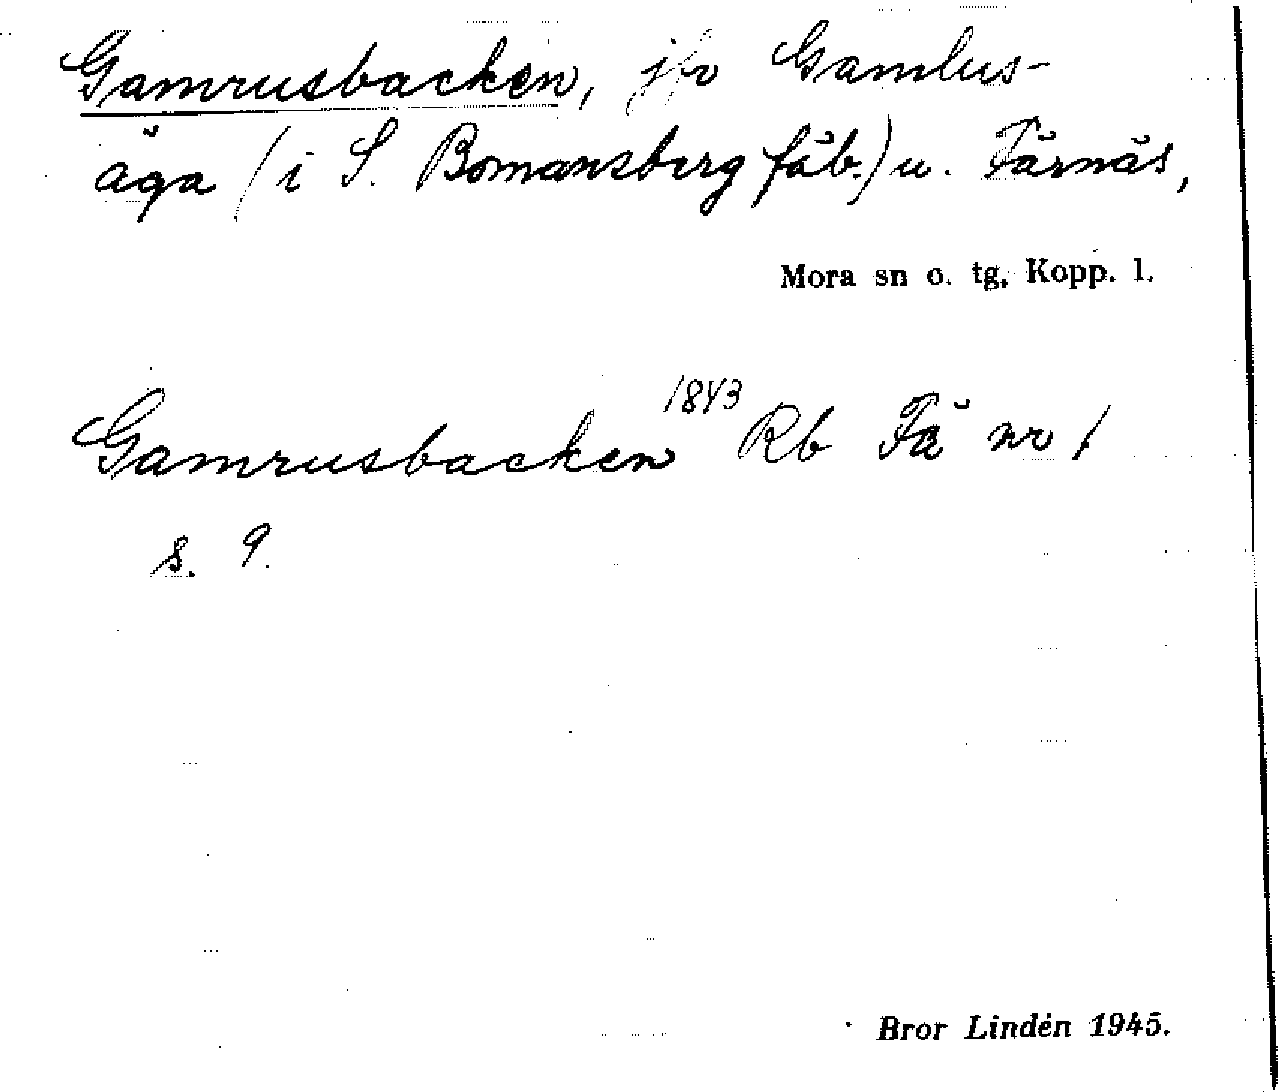 Gamrusbacken, jfr Gamlus-
äga (i S. Bomansberg fäb.) u. Färnäs,
Mora sn o. tg, Kopp. l.
1843
Gamrusbacken Rb Fä nr 1
s. 9.
Bror Lindén 1945.